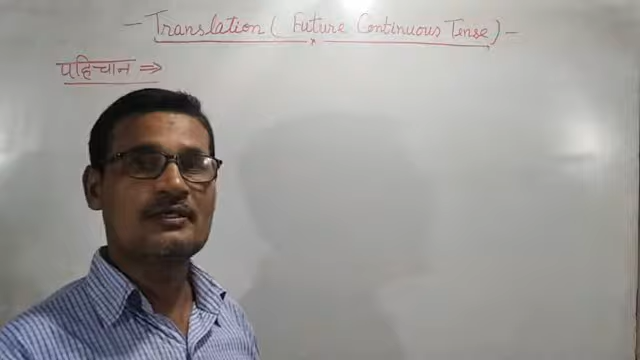 - Translation ( Future Continuous Tense) -
पहिचान ⇒